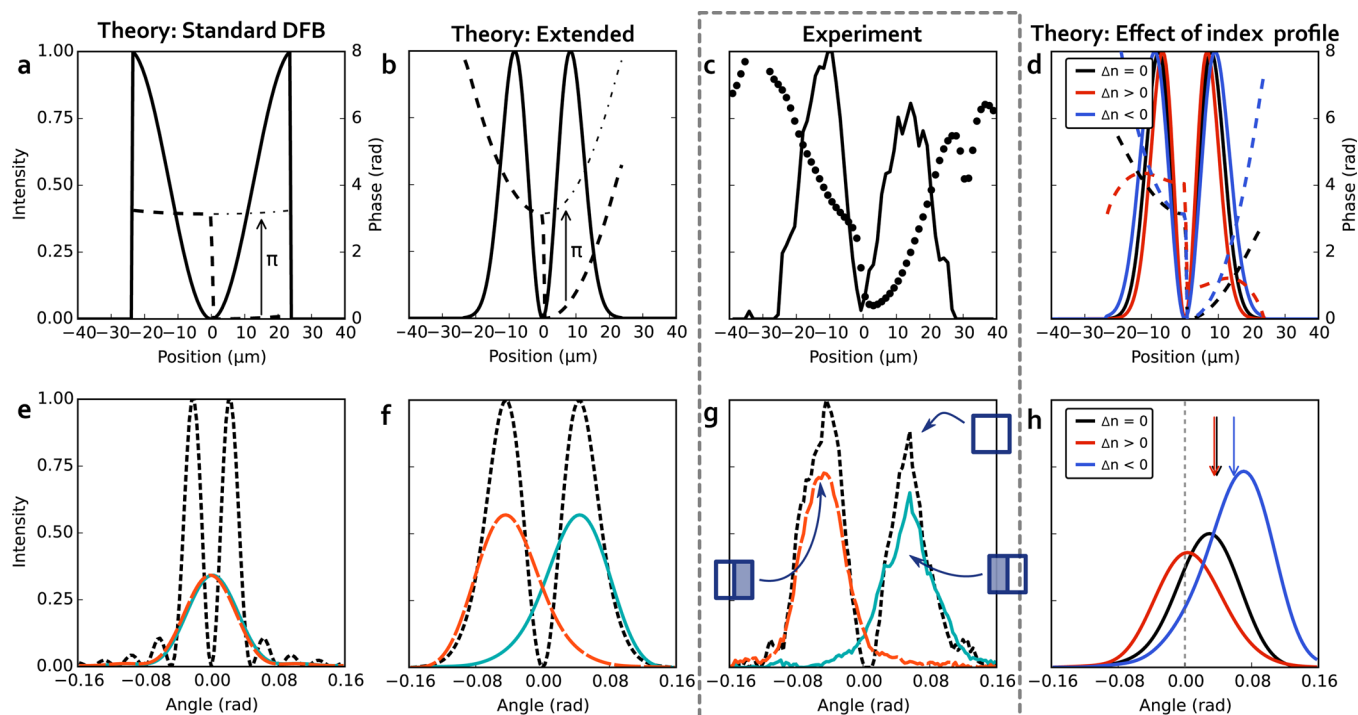 Theory: Standard DFB
Theory: Extended
Experiment
Theory: Effect of index profile
a
1.00
0.75
0.50
0.25
0.00
Intensity
8
6
4
2
0
Phase (rad)
π
−40 −30 −20 −10 0 10 20 30 40
Position (μm)
b
π
−40 −30 −20 −10 0 10 20 30 40
Position (μm)
c
−40 −30 −20 −10 0 10 20 30 40
Position (μm)
d
Δn = 0
Δn > 0
Δn < 0
8
6
4
2
0
Phase (rad)
−40 −30 −20 −10 0 10 20 30 40
Position (μm)
e
1.00
0.75
0.50
0.25
0.00
Intensity
−0.16 −0.08 0.00 0.08 0.16
Angle (rad)
f
−0.16 −0.08 0.00 0.08 0.16
Angle (rad)
g
−0.16 −0.08 0.00 0.08 0.16
Angle (rad)
h
Δn = 0
Δn > 0
Δn < 0
−0.16 −0.08 0.00 0.08 0.16
Angle (rad)